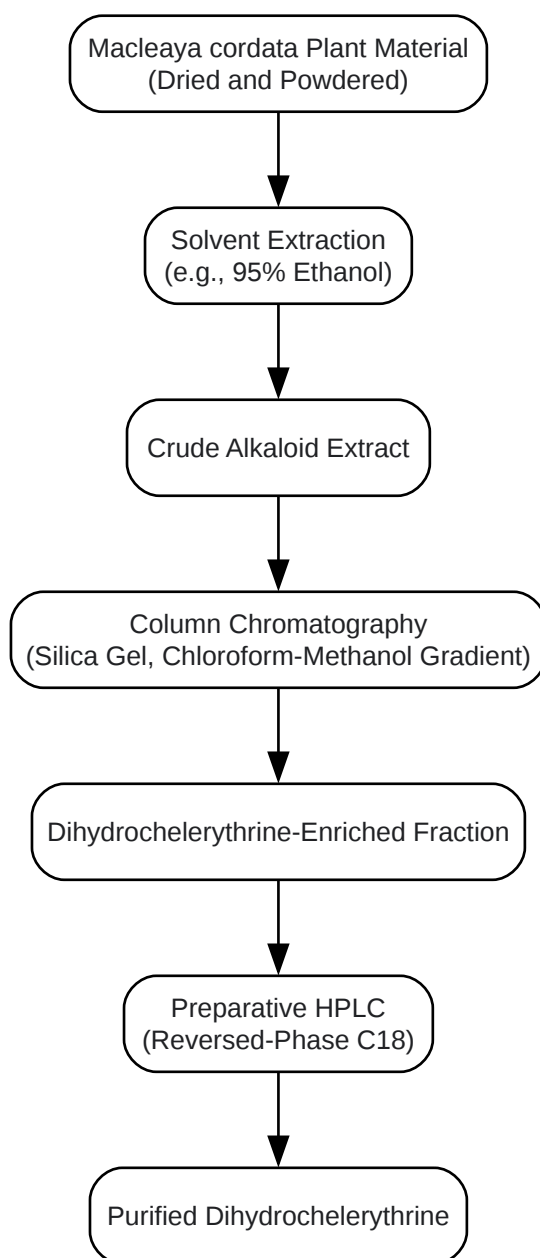 Macleaya cordata Plant Material
(Dried and Powdered)
Solvent Extraction
(e.g., 95% Ethanol)
Crude Alkaloid Extract
Column Chromatography
(Silica Gel, Chloroform-Methanol Gradient)
Dihydrochelerythrine-Enriched Fraction
Preparative HPLC
(Reversed-Phase C18)
Purified Dihydrochelerythrine